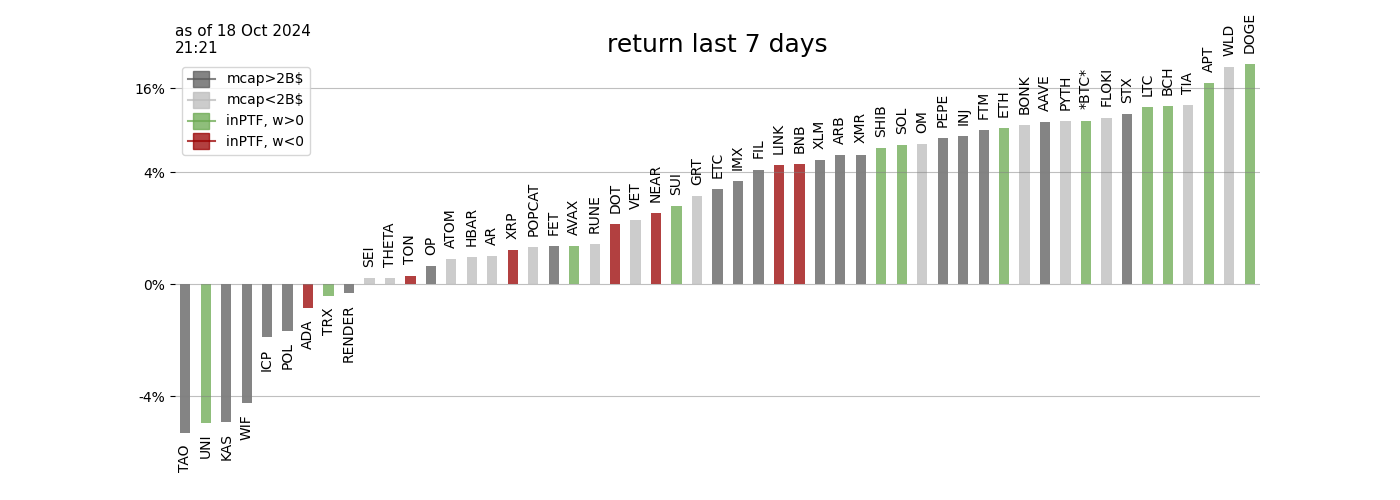 as of 18 Oct 2024
21:21
return last 7 days
mcap>2B$
mcap<2B$
inPTF, w>0
inPTF, w<0
16%
4%
0%
-4%
TAO
UNI
KAS
WIF
ICP
POL
ADA
TRX
RENDER
SEI
THETA
TON
OP
ATOM
HBAR
AR
XRP
POPCAT
FET
AVAX
RUNE
DOT
VET
NEAR
SUI
GRT
ETC
IMX
FIL
LINK
BNB
XLM
ARB
XMR
SHIB
SOL
OM
PEPE
INJ
FTM
ETH
BONK
AAVE
PYTH
*BTC*
FLOKI
STX
LTC
BCH
TIA
APT
WLD
DOGE